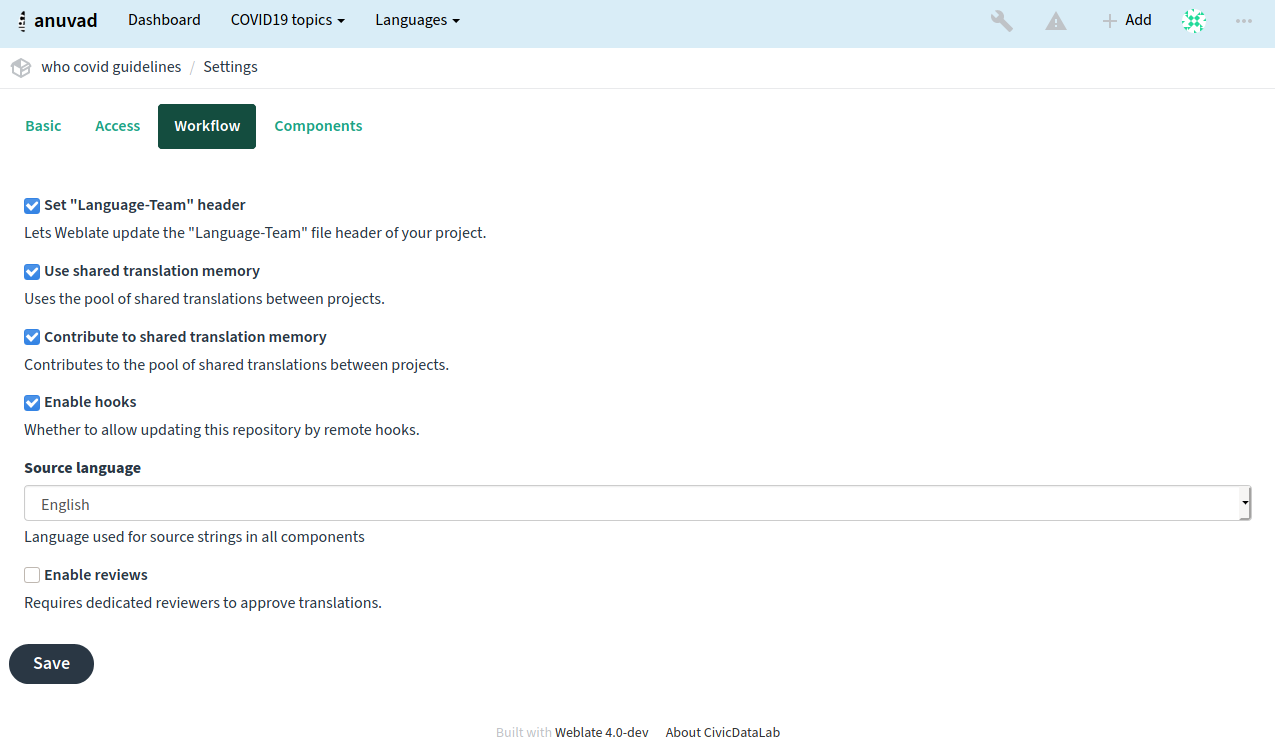 anuvad Dashboard COVID19 topics Languages Add
who covid guidelines / Settings
Basic Access Workflow Components
Set "Language-Team" header
Lets Weblate update the "Language-Team" file header of your project.
Use shared translation memory
Uses the pool of shared translations between projects.
Contribute to shared translation memory
Contributes to the pool of shared translations between projects.
Enable hooks
Whether to allow updating this repository by remote hooks.
Source language
English
Language used for source strings in all components
Enable reviews
Requires dedicated reviewers to approve translations.
Save
Built with Weblate 4.0-dev About CivicDataLab